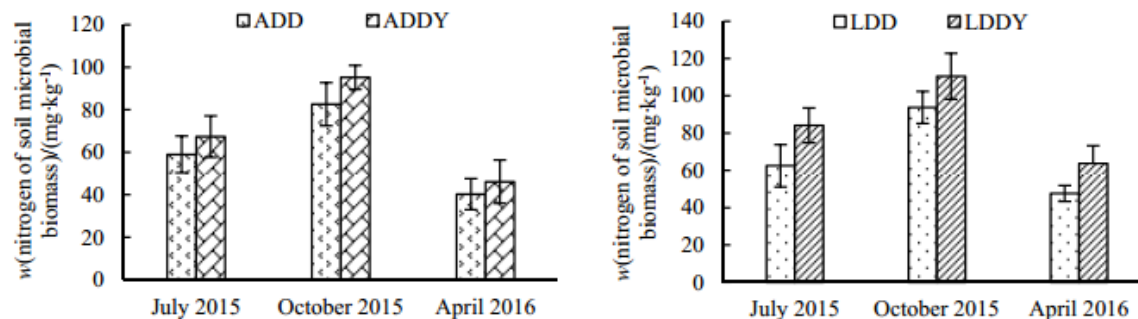 w(nitrogen of soil microbial
biomass)/(mg·kg⁻¹)
120
100
80
60
40
20
0
ADD
ADDY
July 2015
October 2015
April 2016
w(nitrogen of soil microbial
biomass)/(mg·kg⁻¹)
140
120
100
80
60
40
20
0
LDD
LDDY
July 2015
October 2015
April 2016